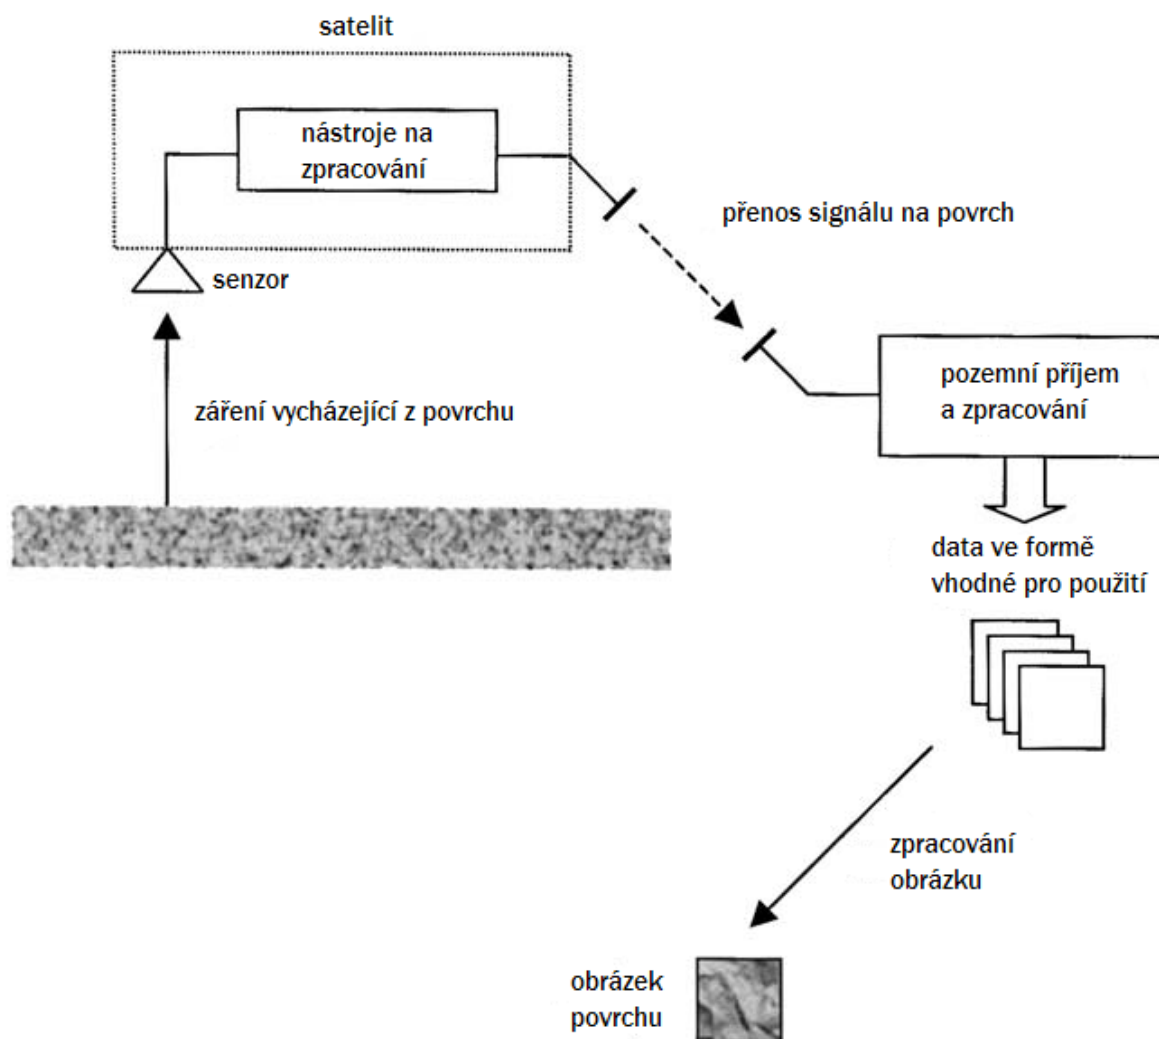 satelit
nástroje na
zpracování
přenos signálu na povrch
senzor
pozemní příjem
a zpracování
záření vycházející z povrchu
data ve formě
vhodné pro použití
zpracování
obrázku
obrázek
povrchu